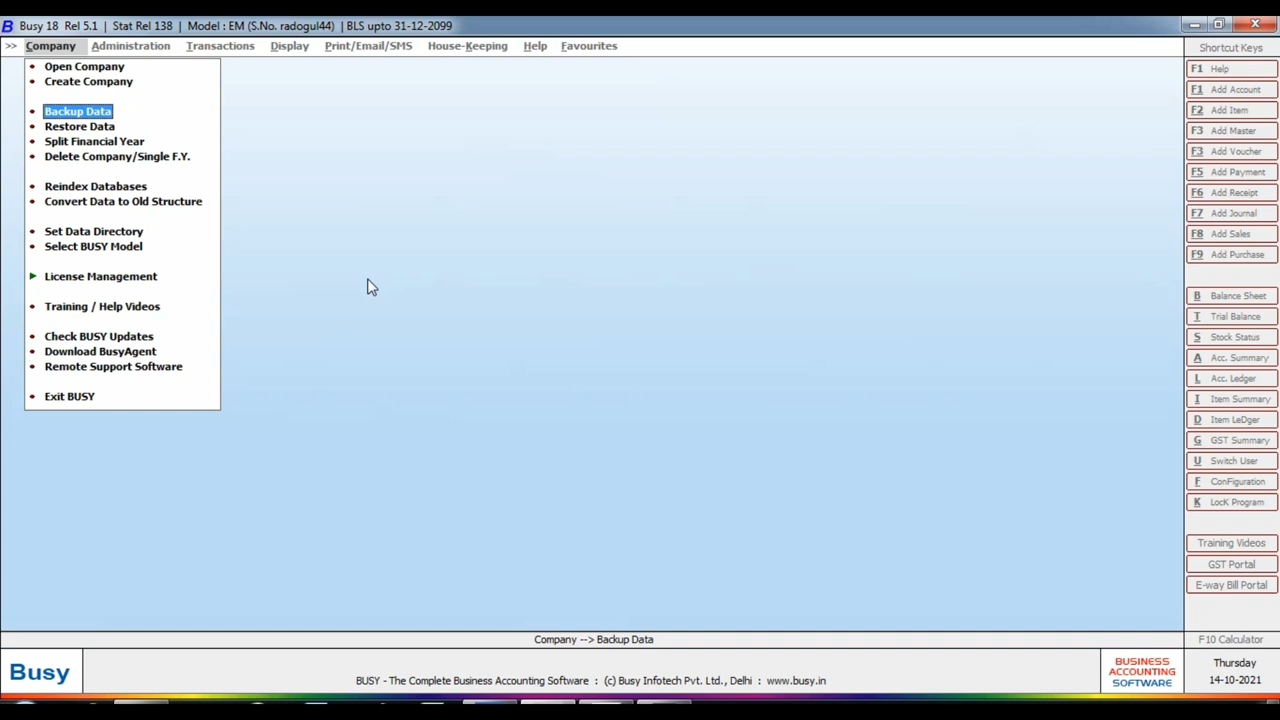 B Busy 18 Rel 5.1 | Stat Rel 138 | Model : EM (S.No. radogul44) | BLS upto 31-12-2099
>> Company Administration Transactions Display Print/Email/SMS House-Keeping Help Favourites
Open Company
Create Company
Backup Data
Restore Data
Split Financial Year
Delete Company/Single F.Y.
Reindex Databases
Convert Data to Old Structure
Set Data Directory
Select BUSY Model
License Management
Training / Help Videos
Check BUSY Updates
Download BusyAgent
Remote Support Software
Exit BUSY
Shortcut Keys
F1 Help
F1 Add Account
F2 Add Item
F3 Add Master
F3 Add Voucher
F5 Add Payment
F6 Add Receipt
F7 Add Journal
F8 Add Sales
F9 Add Purchase
B Balance Sheet
T Trial Balance
S Stock Status
A Acc. Summary
L Acc. Ledger
I Item Summary
D Item LeDger
G GST Summary
U Switch User
F ConFiguration
K LocK Program
Training Videos
GST Portal
E-way Bill Portal
Company --> Backup Data
F10 Calculator
Busy
BUSY - The Complete Business Accounting Software : (c) Busy Infotech Pvt. Ltd., Delhi : www.busy.in
BUSINESS
ACCOUNTING
SOFTWARE
Thursday
14-10-2021